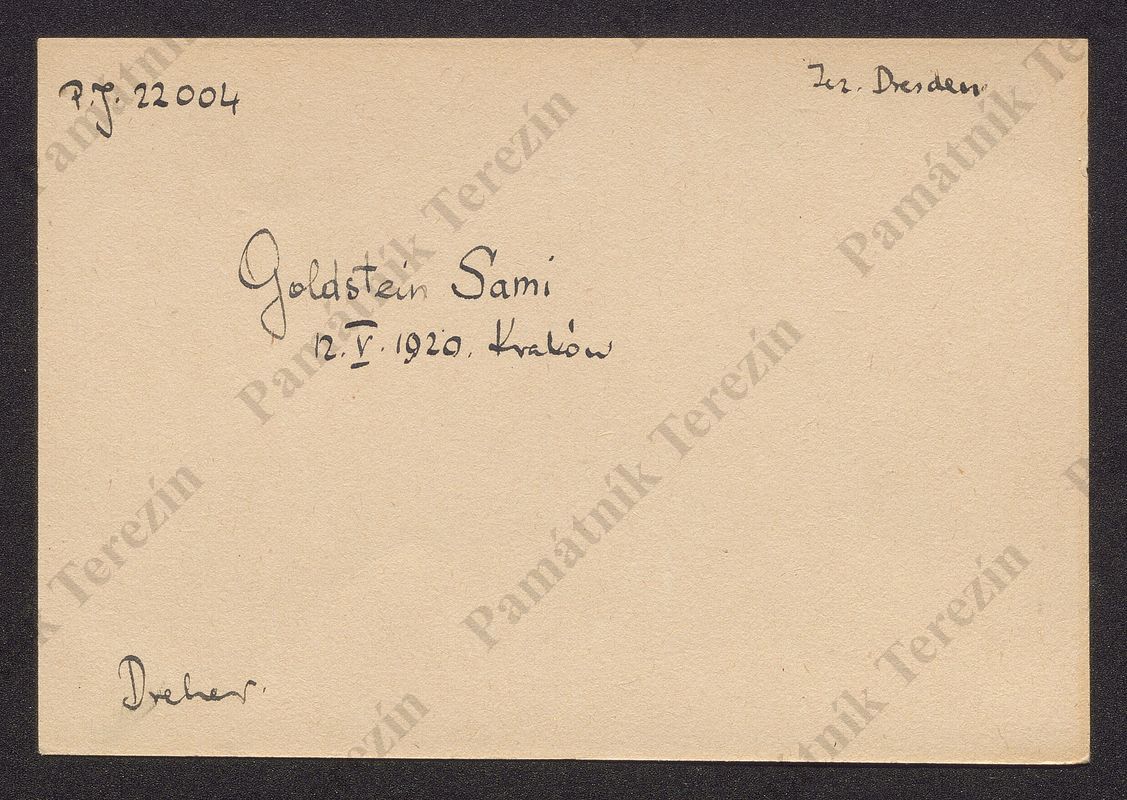 P.J. 22004
Ter. Dresden
Goldstein Sami
12. V. 1920. Kraków
Dreher.
Památník Terezín